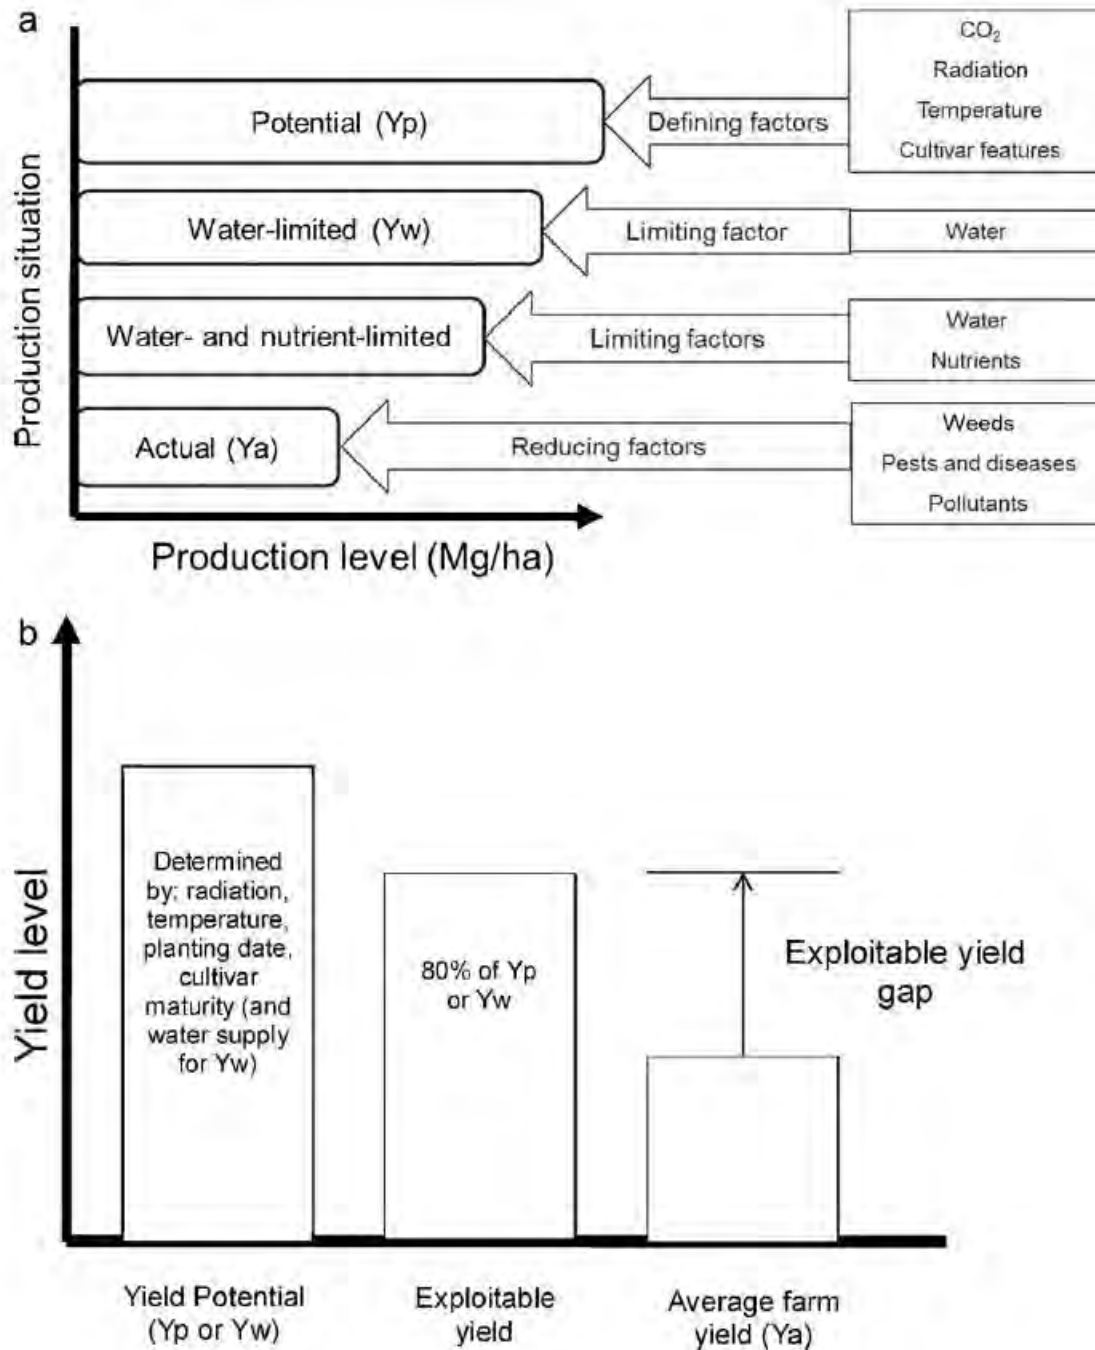 a
CO₂
Radiation
Temperature
Cultivar features
Potential (Yp)
Defining factors
Water-limited (Yw)
Limiting factor
Water
Water- and nutrient-limited
Limiting factors
Water
Nutrients
Actual (Ya)
Reducing factors
Weeds
Pests and diseases
Pollutants
Production situation
Production level (Mg/ha)
b
Yield level
Determined
by: radiation,
temperature,
planting date,
cultivar
maturity (and
water supply
for Yw)
80% of Yp
or Yw
Exploitable yield
gap
Yield Potential
(Yp or Yw)
Exploitable
yield
Average farm
yield (Ya)